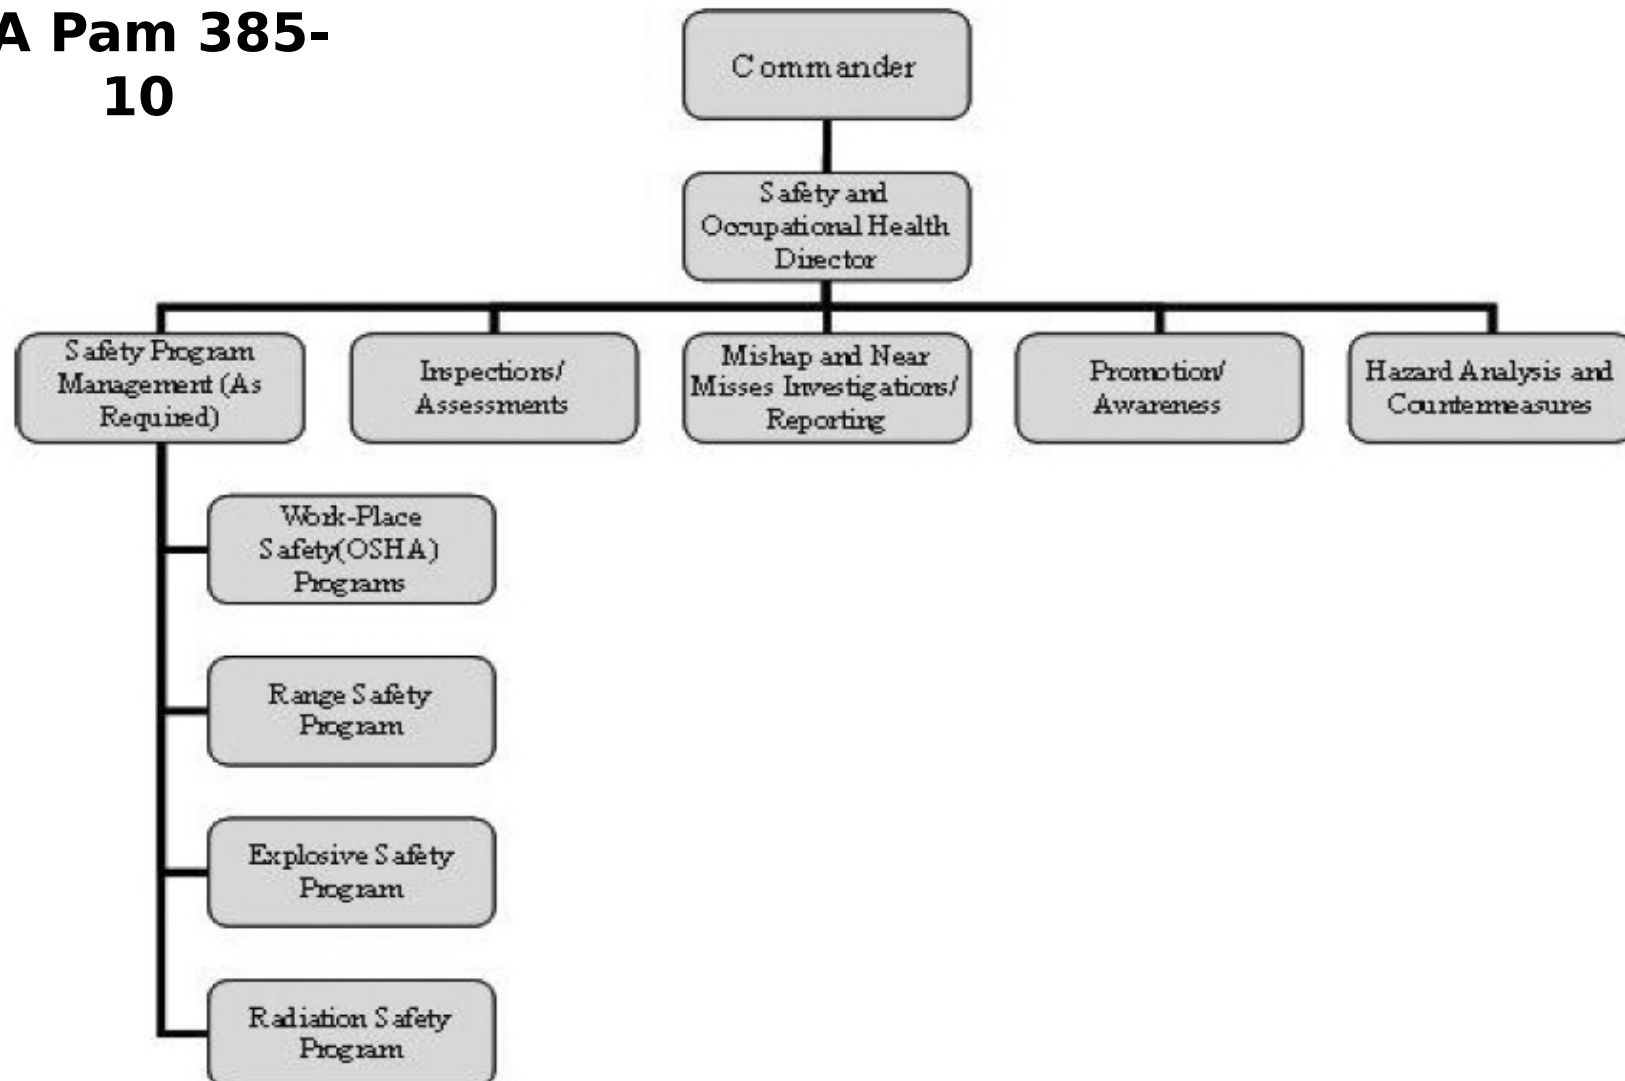 A Pam 385-
10
Commander
Safety and
Occupational Health
Director
Safety Program
Management (As
Required)
Inspections/
Assessments
Mishap and Near
Misses Investigations/
Reporting
Promotion/
Awareness
Hazard Analysis and
Countermeasures
Work-Place
Safety(OSHA)
Programs
Range Safety
Program
Explosive Safety
Program
Radiation Safety
Program